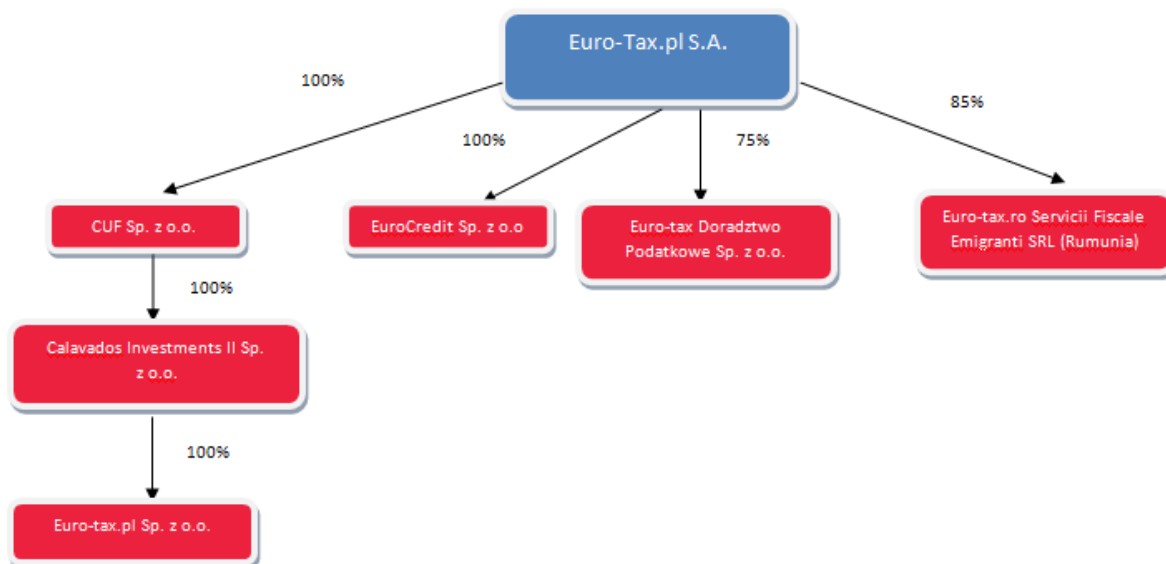 Euro-Tax.pl S.A.
100%
100%
75%
85%
CUF Sp. z o.o.
EuroCredit Sp. z o.o
Euro-tax Doradztwo
Podatkowe Sp. z o.o.
Euro-tax.ro Servicii Fiscale
Emigranti SRL (Rumunia)
100%
Calavados Investments II Sp.
z o.o.
100%
Euro-tax.pl Sp. z o.o.